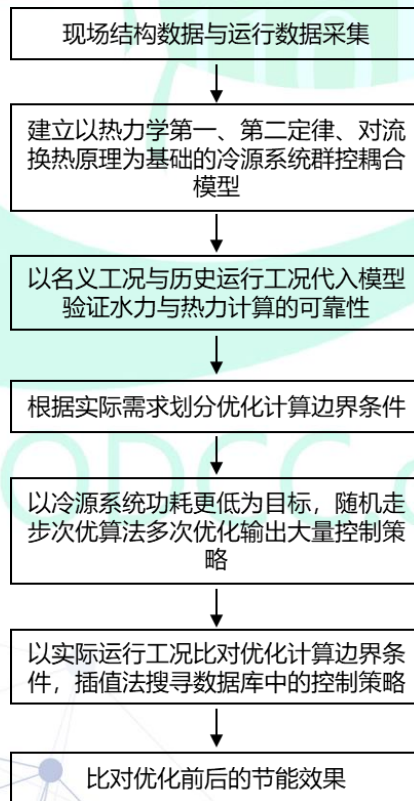 现场结构数据与运行数据采集
建立以热力学第一、第二定律、对流
换热原理为基础的冷源系统群控耦合
模型
以名义工况与历史运行工况代入模型
验证水力与热力计算的可靠性
根据实际需求划分优化计算边界条件
以冷源系统功耗更低为目标，随机走
步次优算法多次优化输出大量控制策
略
以实际运行工况比对优化计算边界条
件，插值法搜寻数据库中的控制策略
比对优化前后的节能效果